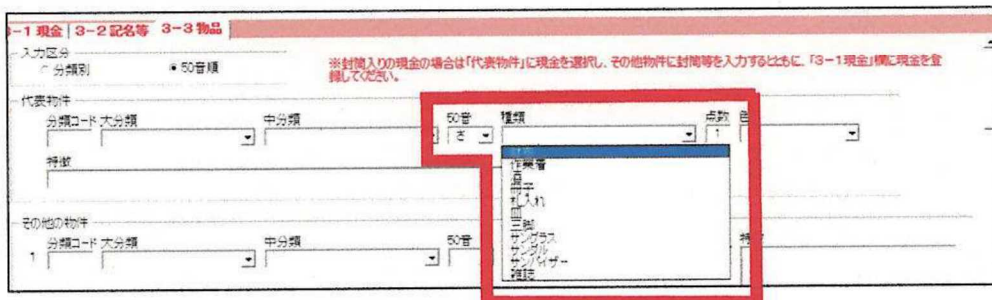 3-1 現金 3-2 記名等 3-3 物品
入力区分
分類別 50音順
※封筒入りの現金の場合は「代表物件」に現金を選択し、その他物件に封筒等を入力するとともに、「3-1現金」欄に現金を登
録してください。
代表物件
分類コード 大分類 中分類 50音 種類 点数 色
さ 1
特徴
作業着
酒
冊子
札入れ
皿
三脚
サングラス
サンダル
サンバイザー
雑誌
その他の物件
分類コード 大分類 中分類 50音
1